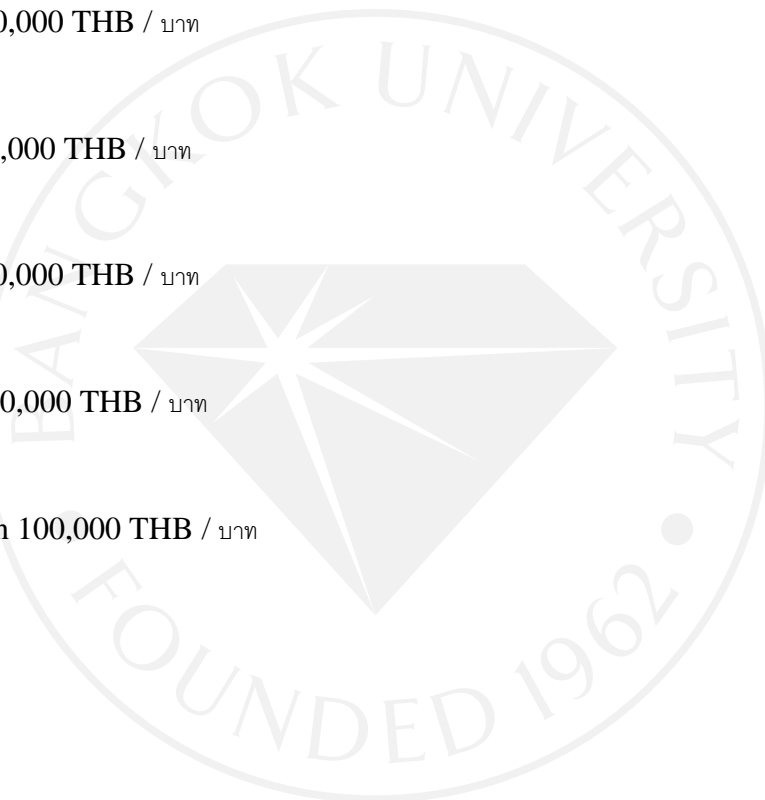 0,000 THB / บาท
,000 THB / บาท
0,000 THB / บาท
0,000 THB / บาท
n 100,000 THB / บาท
BANGKOK UNIVERSITY
• FOUNDED 1962 •